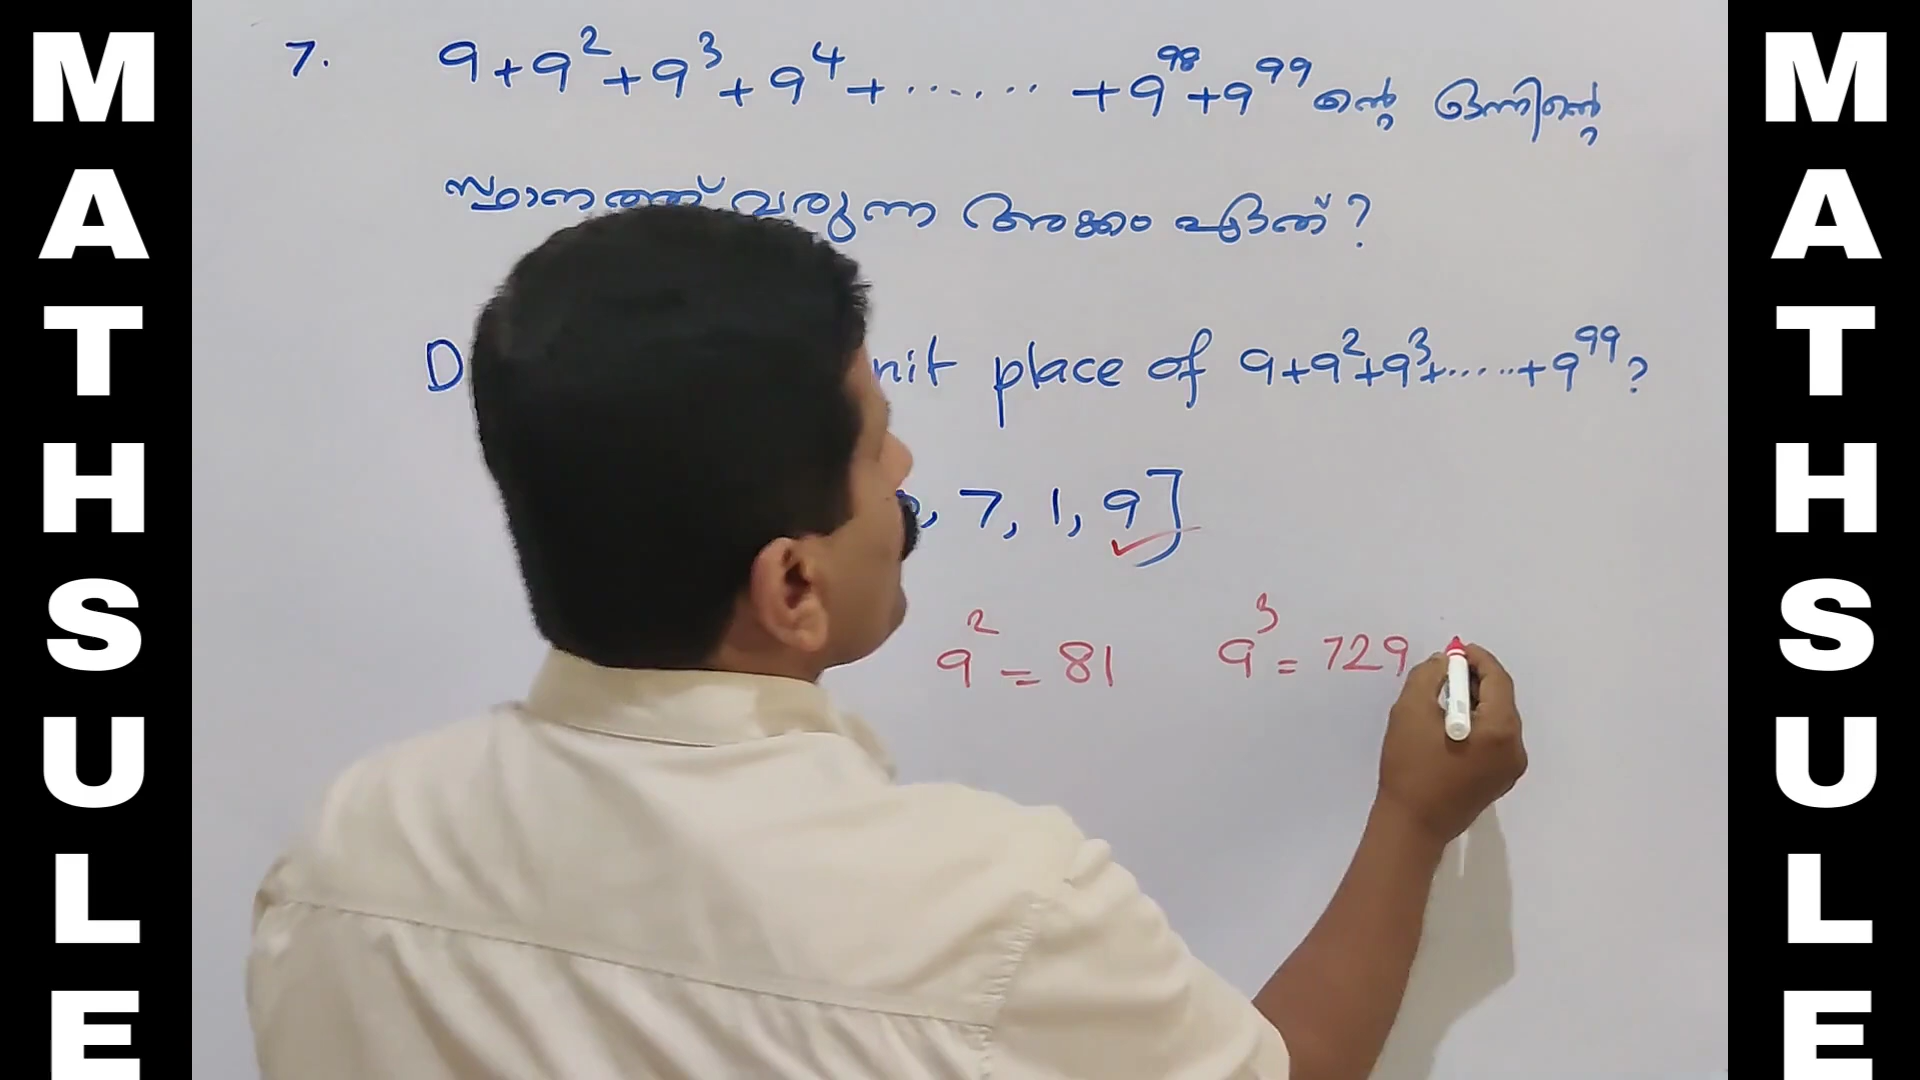 MATHSULE
7. 9+9²+9³+9⁴+...... +9⁹⁸+9⁹⁹ ന്റെ ഒന്നിന്റെ
സ്ഥാനത്ത് വരുന്ന അക്കം ഏത്?
D nit place of 9+9²+9³+.....+9⁹⁹?
, 7, 1, 9]
9² = 81 9³ = 729
MATHSULE